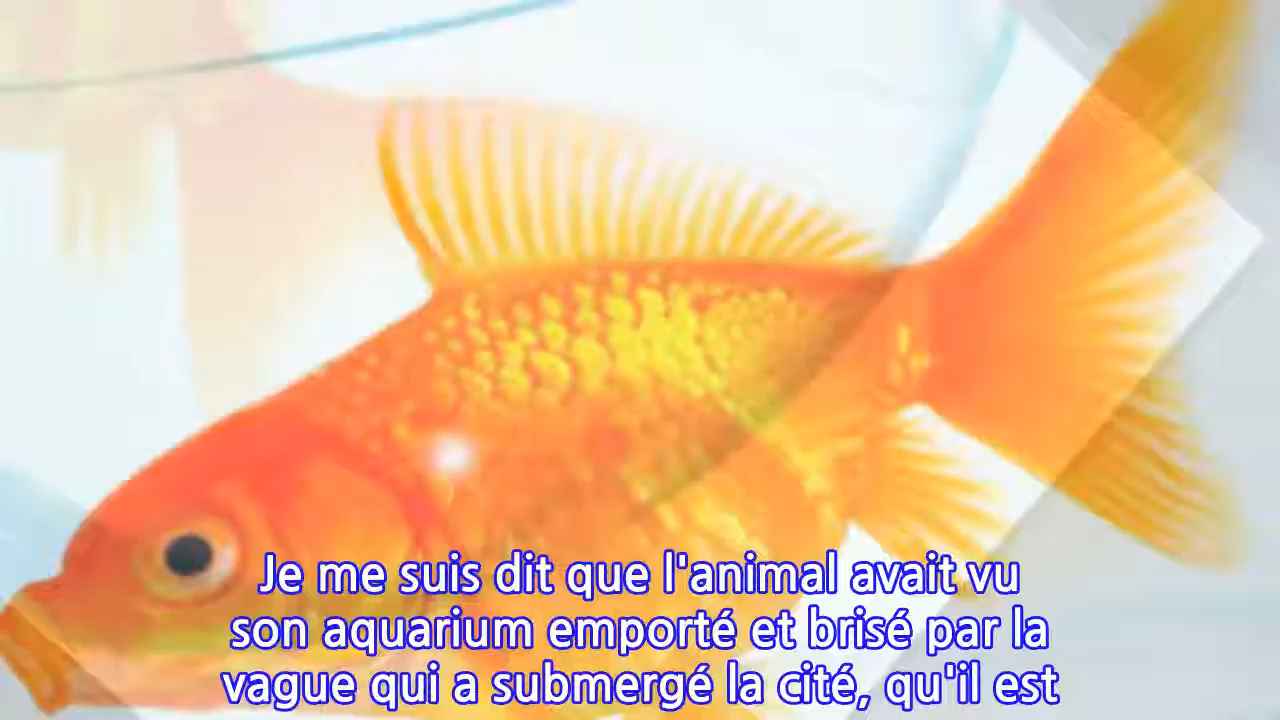 Je me suis dit que l'animal avait vu
son aquarium emporté et brisé par la
vague qui a submergé la cité, qu'il est